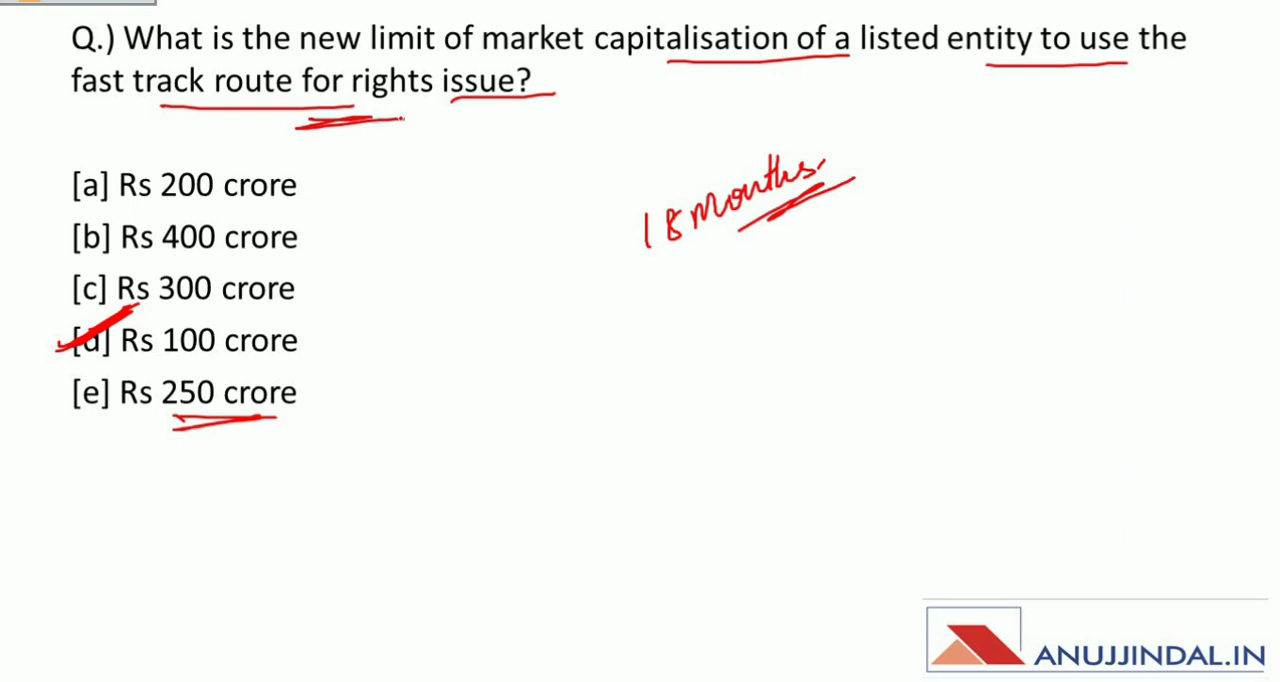 Q.) What is the new limit of market capitalisation of a listed entity to use the
fast track route for rights issue?
18 months.
[a] Rs 200 crore
[b] Rs 400 crore
[c] Rs 300 crore
[d] Rs 100 crore
[e] Rs 250 crore
ANUJJINDAL.IN